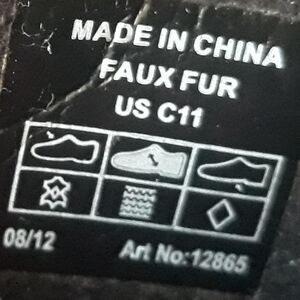 MADE IN CHINA
FAUX FUR
US C11
08/12 Art No:12865